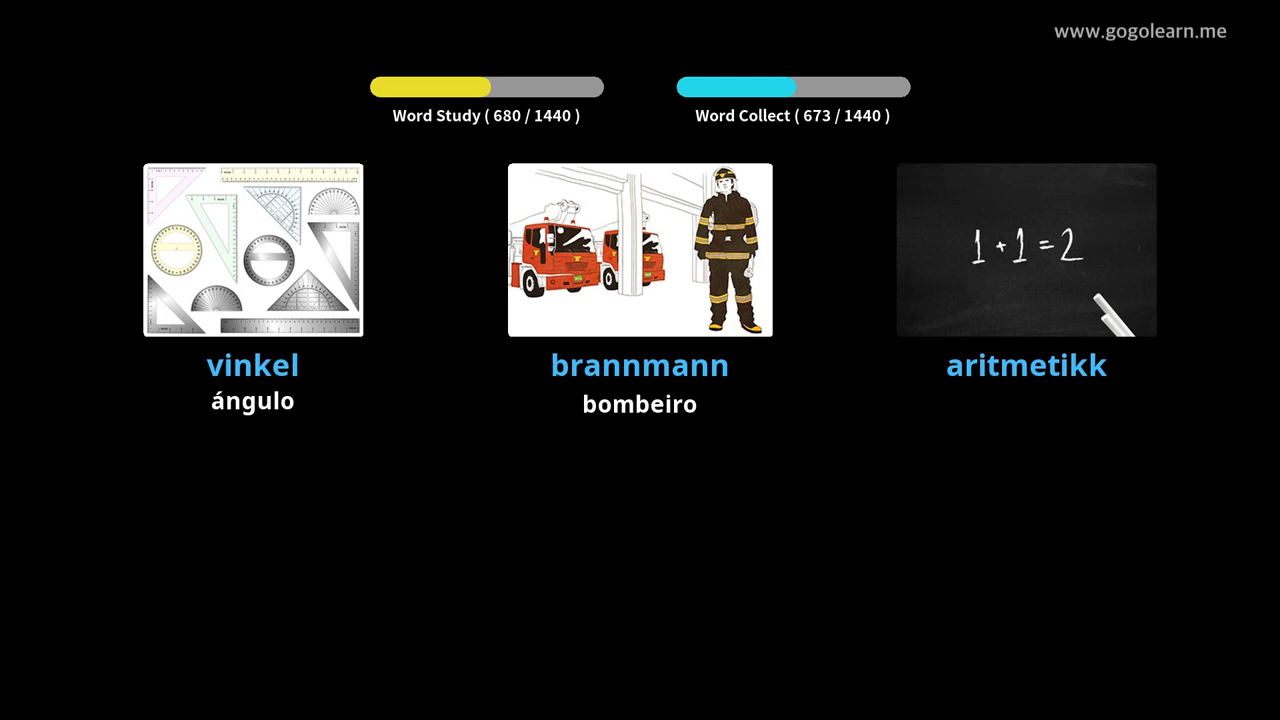 www.gogolearn.me
Word Study ( 680 / 1440 )
Word Collect ( 673 / 1440 )
1 + 1 = 2
vinkel
brannmann
aritmetikk
ángulo
bombeiro